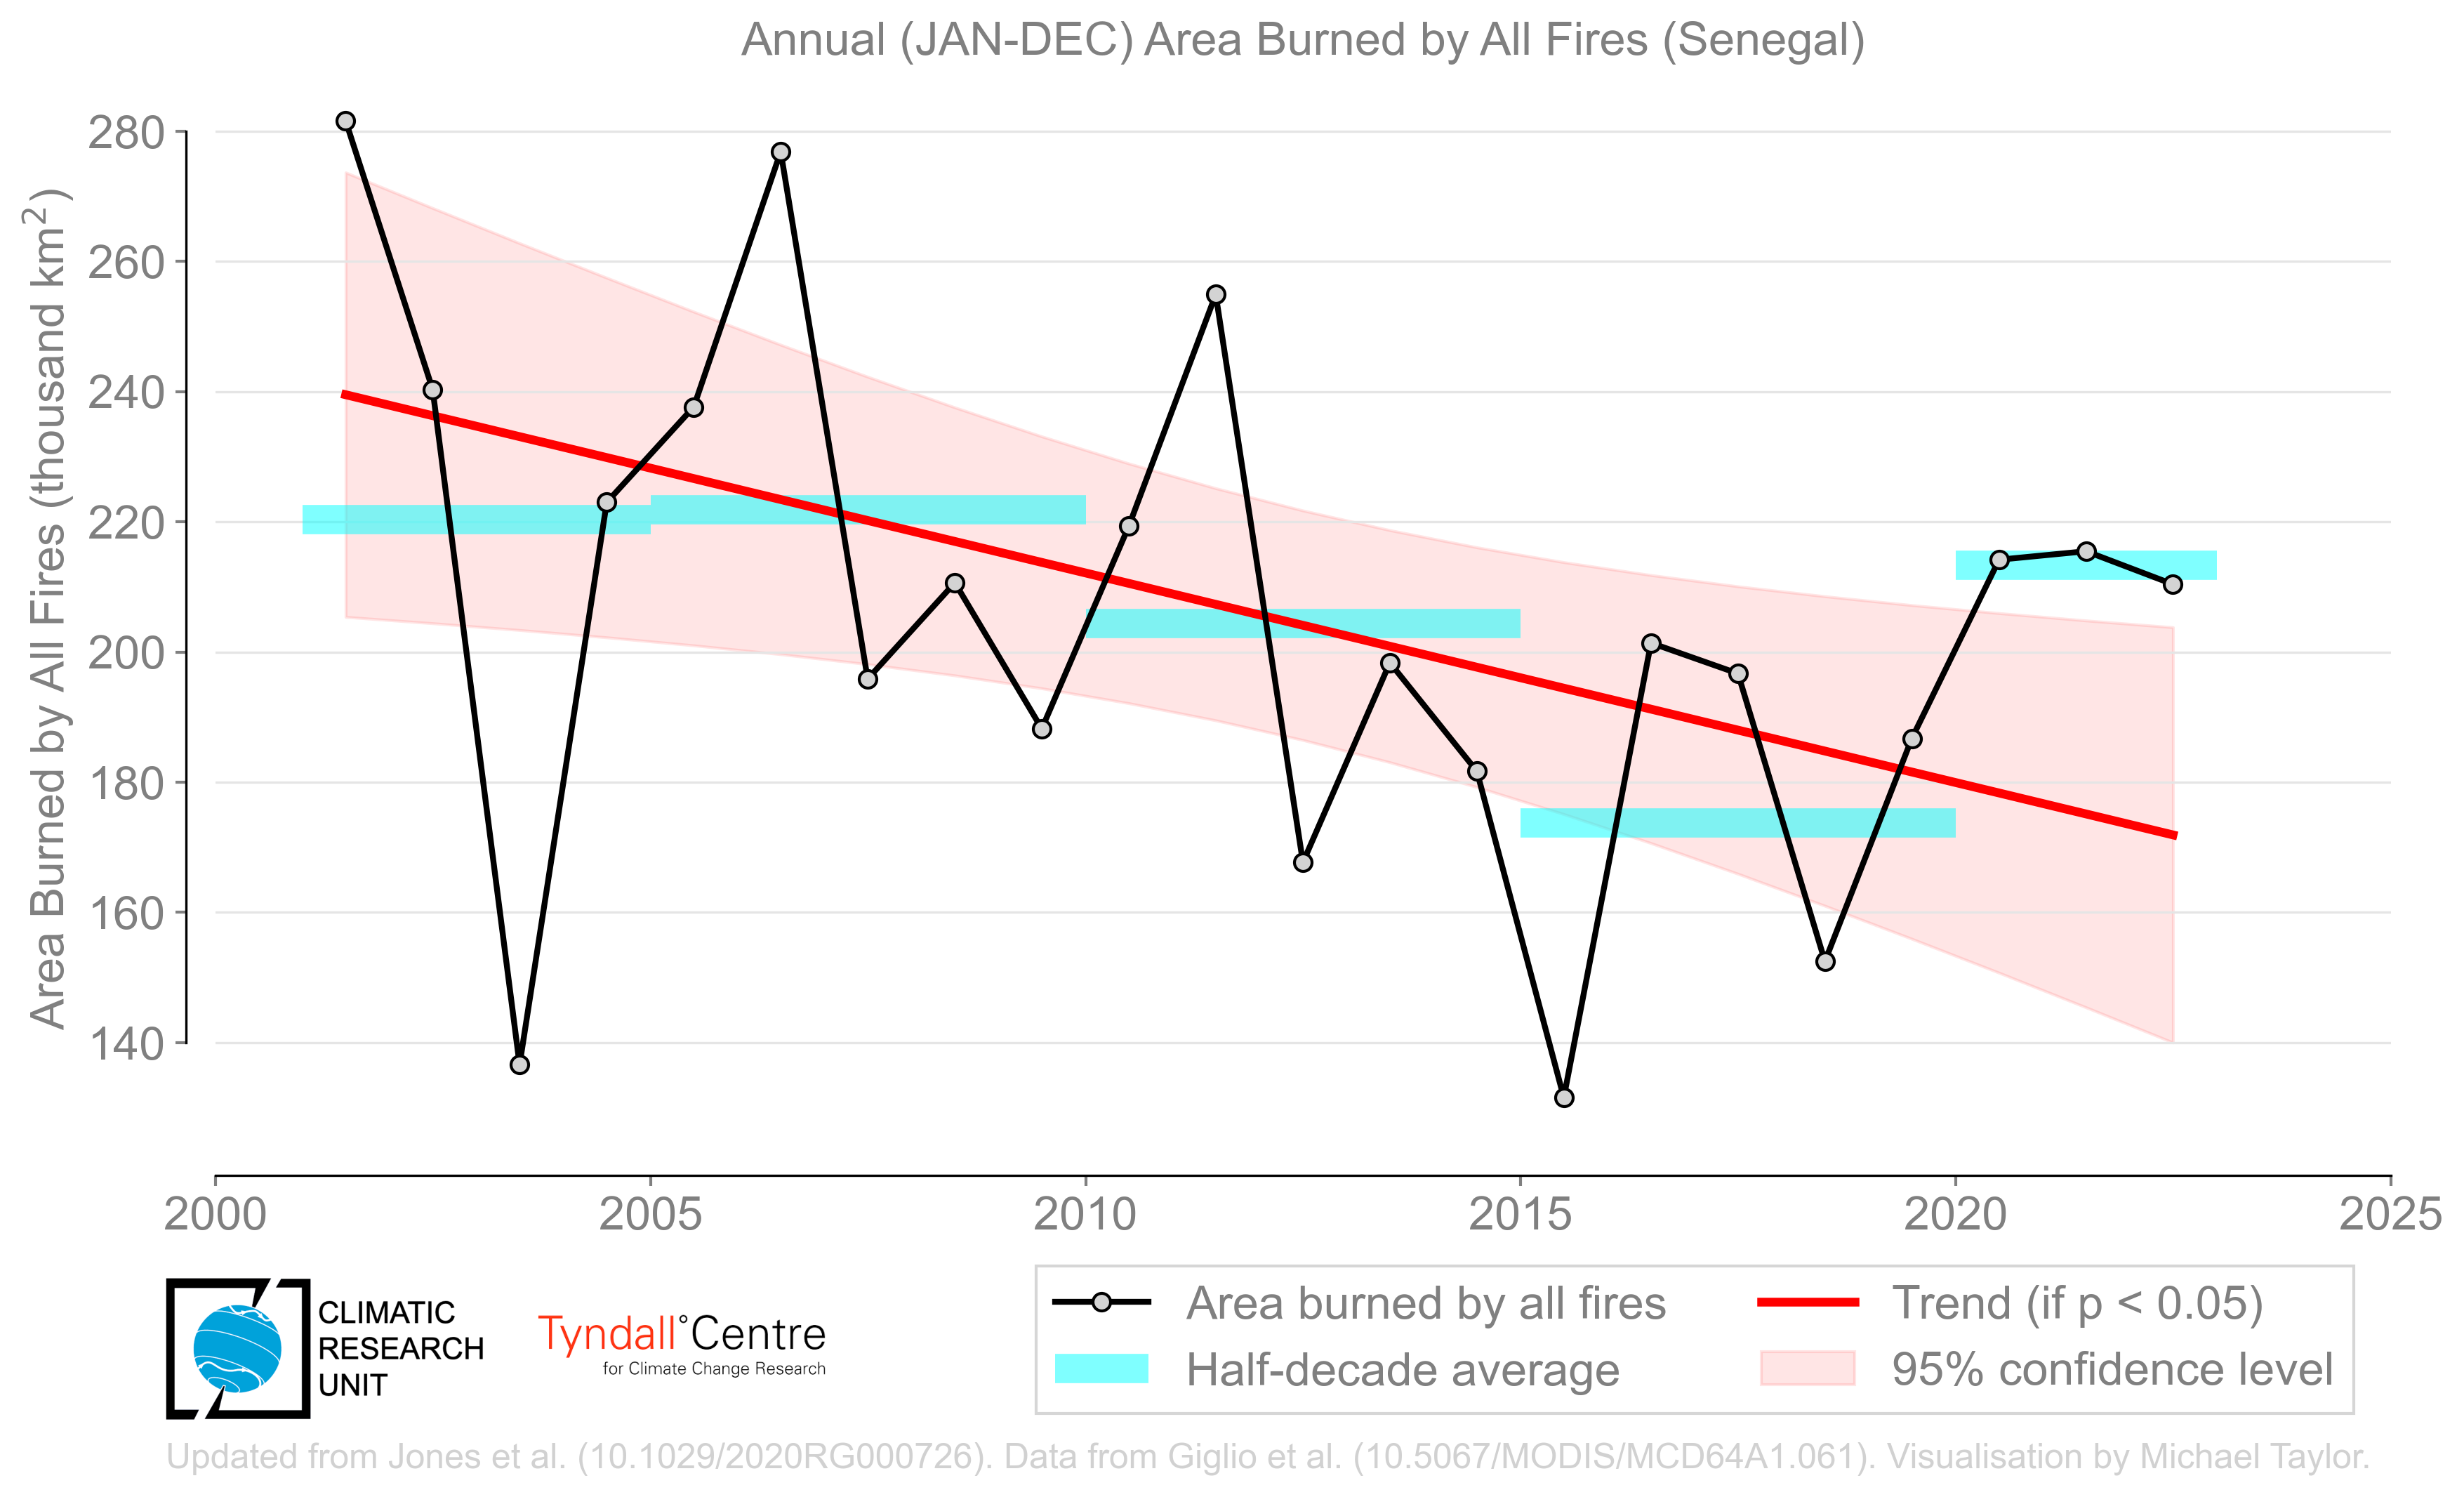 Annual (JAN-DEC) Area Burned by All Fires (Senegal)
Area Burned by All Fires (thousand km²)
280
260
240
220
200
180
160
140
2000 2005 2010 2015 2020 2025
Area burned by all fires
Half-decade average
Trend (if p < 0.05)
95% confidence level
CLIMATIC
RESEARCH
UNIT
Tyndall°Centre
for Climate Change Research
Updated from Jones et al. (10.1029/2020RG000726). Data from Giglio et al. (10.5067/MODIS/MCD64A1.061). Visualisation by Michael Taylor.